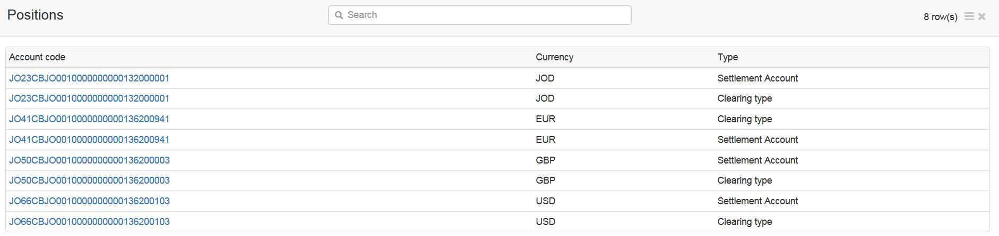 Positions
Search
8 row(s)
Account code Currency Type
JO23CBJO0010000000000132000001 JOD Settlement Account
JO23CBJO0010000000000132000001 JOD Clearing type
JO41CBJO0010000000000136200941 EUR Clearing type
JO41CBJO0010000000000136200941 EUR Settlement Account
JO50CBJO0010000000000136200003 GBP Settlement Account
JO50CBJO0010000000000136200003 GBP Clearing type
JO66CBJO0010000000000136200103 USD Settlement Account
JO66CBJO0010000000000136200103 USD Clearing type